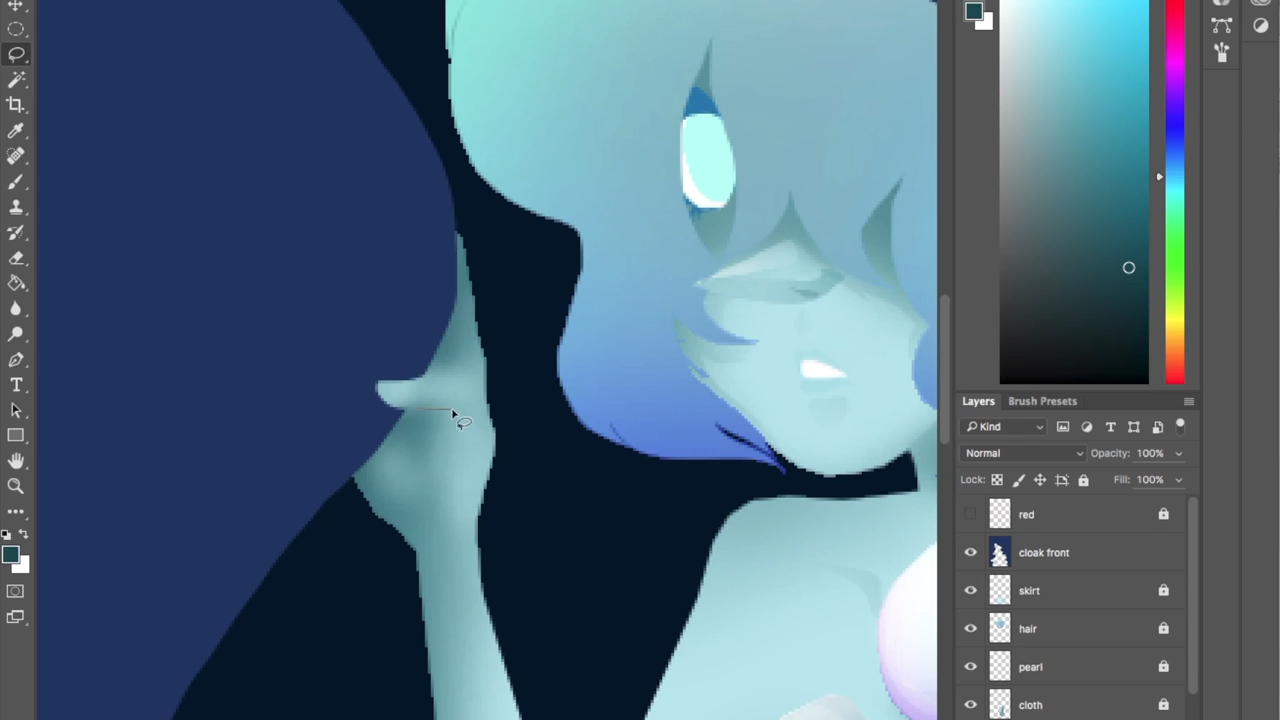 Layers Brush Presets
Kind
Normal Opacity: 100%
Lock: Fill: 100%
red
cloak front
skirt
hair
pearl
cloth